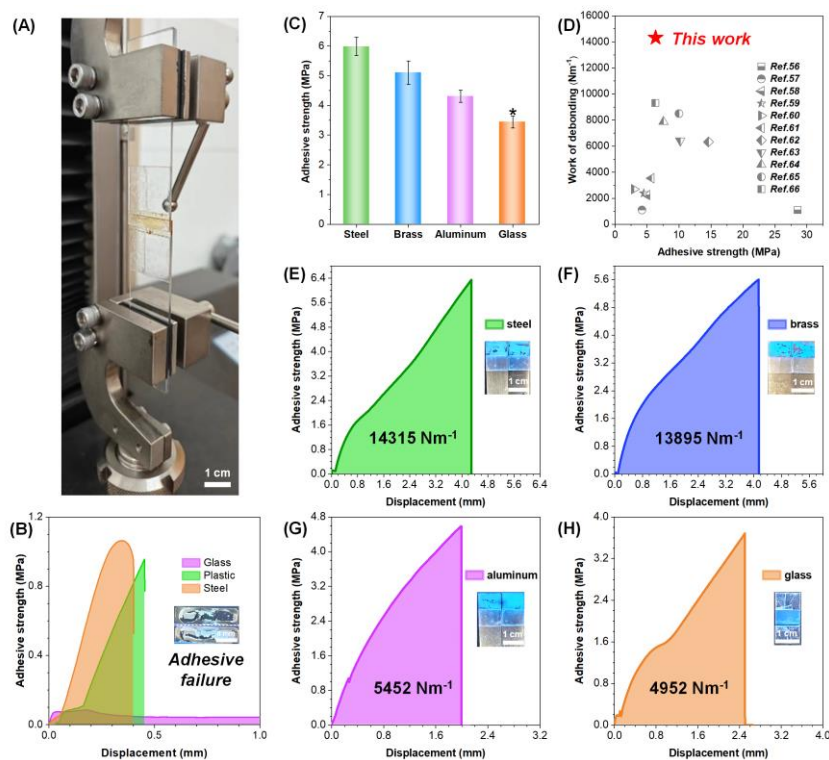 (A)
1 cm
(B)
1.2
0.8
0.4
0.0
0.0
0.5
1.0
Adhesive strength (MPa)
Displacement (mm)
Glass
Plastic
Steel
Adhesive
failure
(C)
7
6
5
4
3
2
1
0
Adhesive strength (MPa)
*
Steel Brass Aluminum Glass
(D)
16000
14000
12000
10000
8000
6000
4000
2000
0
Work of debonding (Nm⁻¹)
This work
Ref.56
Ref.57
Ref.58
Ref.59
Ref.60
Ref.61
Ref.62
Ref.63
Ref.64
Ref.65
Ref.66
0 5 10 15 20 25 30
Adhesive strength (MPa)
(E)
6.4
5.6
4.8
4.0
3.2
2.4
1.6
0.8
0.0
Adhesive strength (MPa)
steel
1 cm
14315 Nm⁻¹
0.0 0.8 1.6 2.4 3.2 4.0 4.8 5.6 6.4
Displacement (mm)
(F)
5.6
4.8
4.0
3.2
2.4
1.6
0.8
0.0
Adhesive strength (MPa)
brass
1 cm
13895 Nm⁻¹
0.0 0.8 1.6 2.4 3.2 4.0 4.8 5.6 6.4
Displacement (mm)
(G)
4.8
4.0
3.2
2.4
1.6
0.8
0.0
Adhesive strength (MPa)
aluminum
1 cm
5452 Nm⁻¹
0.0 0.4 0.8 1.2 1.6 2.0 2.4 2.8 3.2
Displacement (mm)
(H)
4.0
3.2
2.4
1.6
0.8
0.0
Adhesive strength (MPa)
glass
1 cm
4952 Nm⁻¹
0.0 0.8 1.6 2.4 3.2 4.0
Displacement (mm)